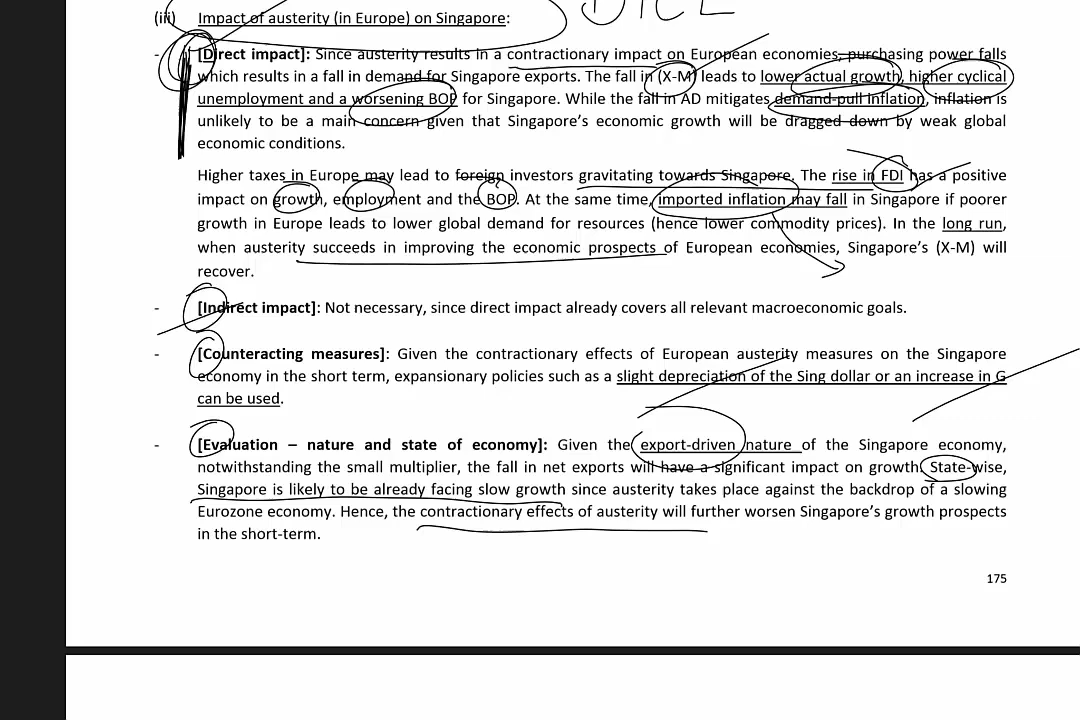 DICE
(iii) Impact of austerity (in Europe) on Singapore:
- [Direct impact]: Since austerity results in a contractionary impact on European economies, purchasing power falls
which results in a fall in demand for Singapore exports. The fall in (X-M) leads to lower actual growth, higher cyclical
unemployment and a worsening BOP for Singapore. While the fall in AD mitigates demand-pull inflation, inflation is
unlikely to be a main concern given that Singapore's economic growth will be dragged down by weak global
economic conditions.
Higher taxes in Europe may lead to foreign investors gravitating towards Singapore. The rise in FDI has a positive
impact on growth, employment and the BOP. At the same time, imported inflation may fall in Singapore if poorer
growth in Europe leads to lower global demand for resources (hence lower commodity prices). In the long run,
when austerity succeeds in improving the economic prospects of European economies, Singapore's (X-M) will
recover.
- [Indirect impact]: Not necessary, since direct impact already covers all relevant macroeconomic goals.
- [Counteracting measures]: Given the contractionary effects of European austerity measures on the Singapore
economy in the short term, expansionary policies such as a slight depreciation of the Sing dollar or an increase in G
can be used.
- [Evaluation – nature and state of economy]: Given the export-driven nature of the Singapore economy,
notwithstanding the small multiplier, the fall in net exports will have a significant impact on growth. State-wise,
Singapore is likely to be already facing slow growth since austerity takes place against the backdrop of a slowing
Eurozone economy. Hence, the contractionary effects of austerity will further worsen Singapore's growth prospects
in the short-term.
175